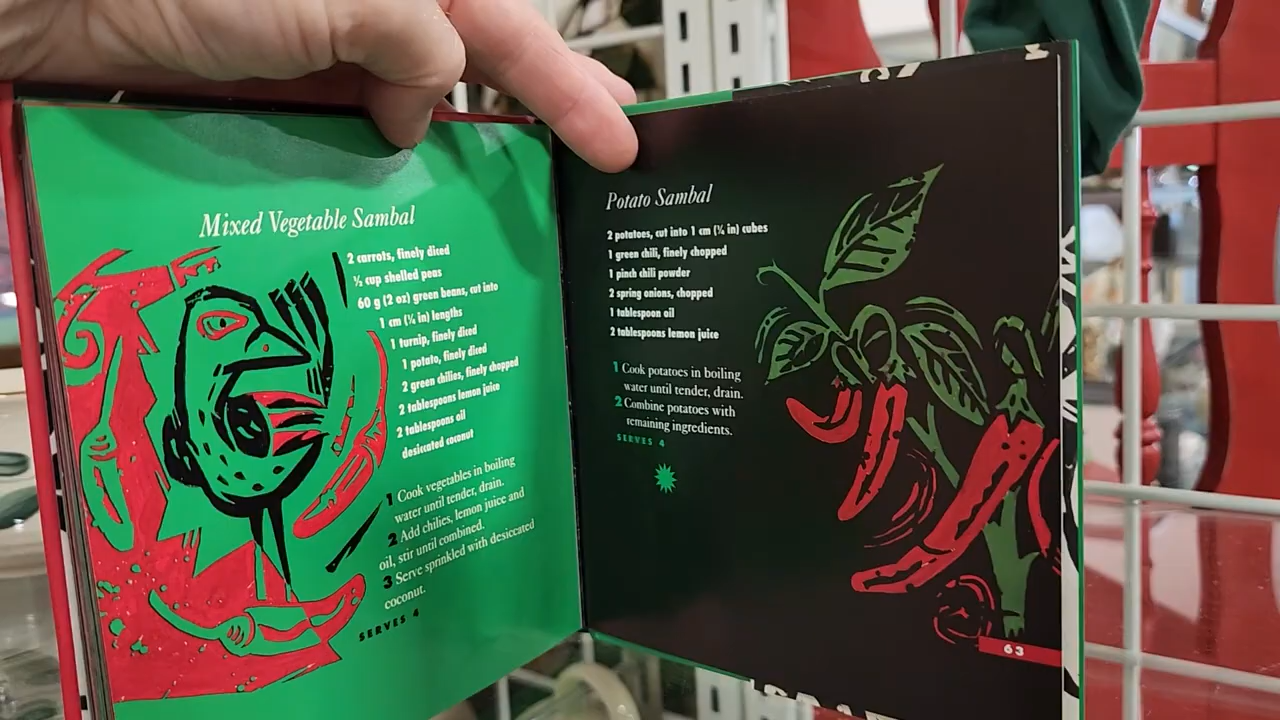 Mixed Vegetable Sambal
2 carrots, finely diced
⅓ cup shelled peas
60 g (2 oz) green beans, cut into
1 cm (¼ in) lengths
1 turnip, finely diced
1 potato, finely diced
2 green chilies, finely chopped
2 tablespoons lemon juice
2 tablespoons oil
desiccated coconut
1 Cook vegetables in boiling
water until tender, drain.
2 Add chilies, lemon juice and
oil, stir until combined.
3 Serve sprinkled with desiccated
coconut.
SERVES 4
Potato Sambal
2 potatoes, cut into 1 cm (¼ in) cubes
1 green chili, finely chopped
1 pinch chili powder
2 spring onions, chopped
1 tablespoon oil
2 tablespoons lemon juice
1 Cook potatoes in boiling
water until tender, drain.
2 Combine potatoes with
remaining ingredients.
SERVES 4
63